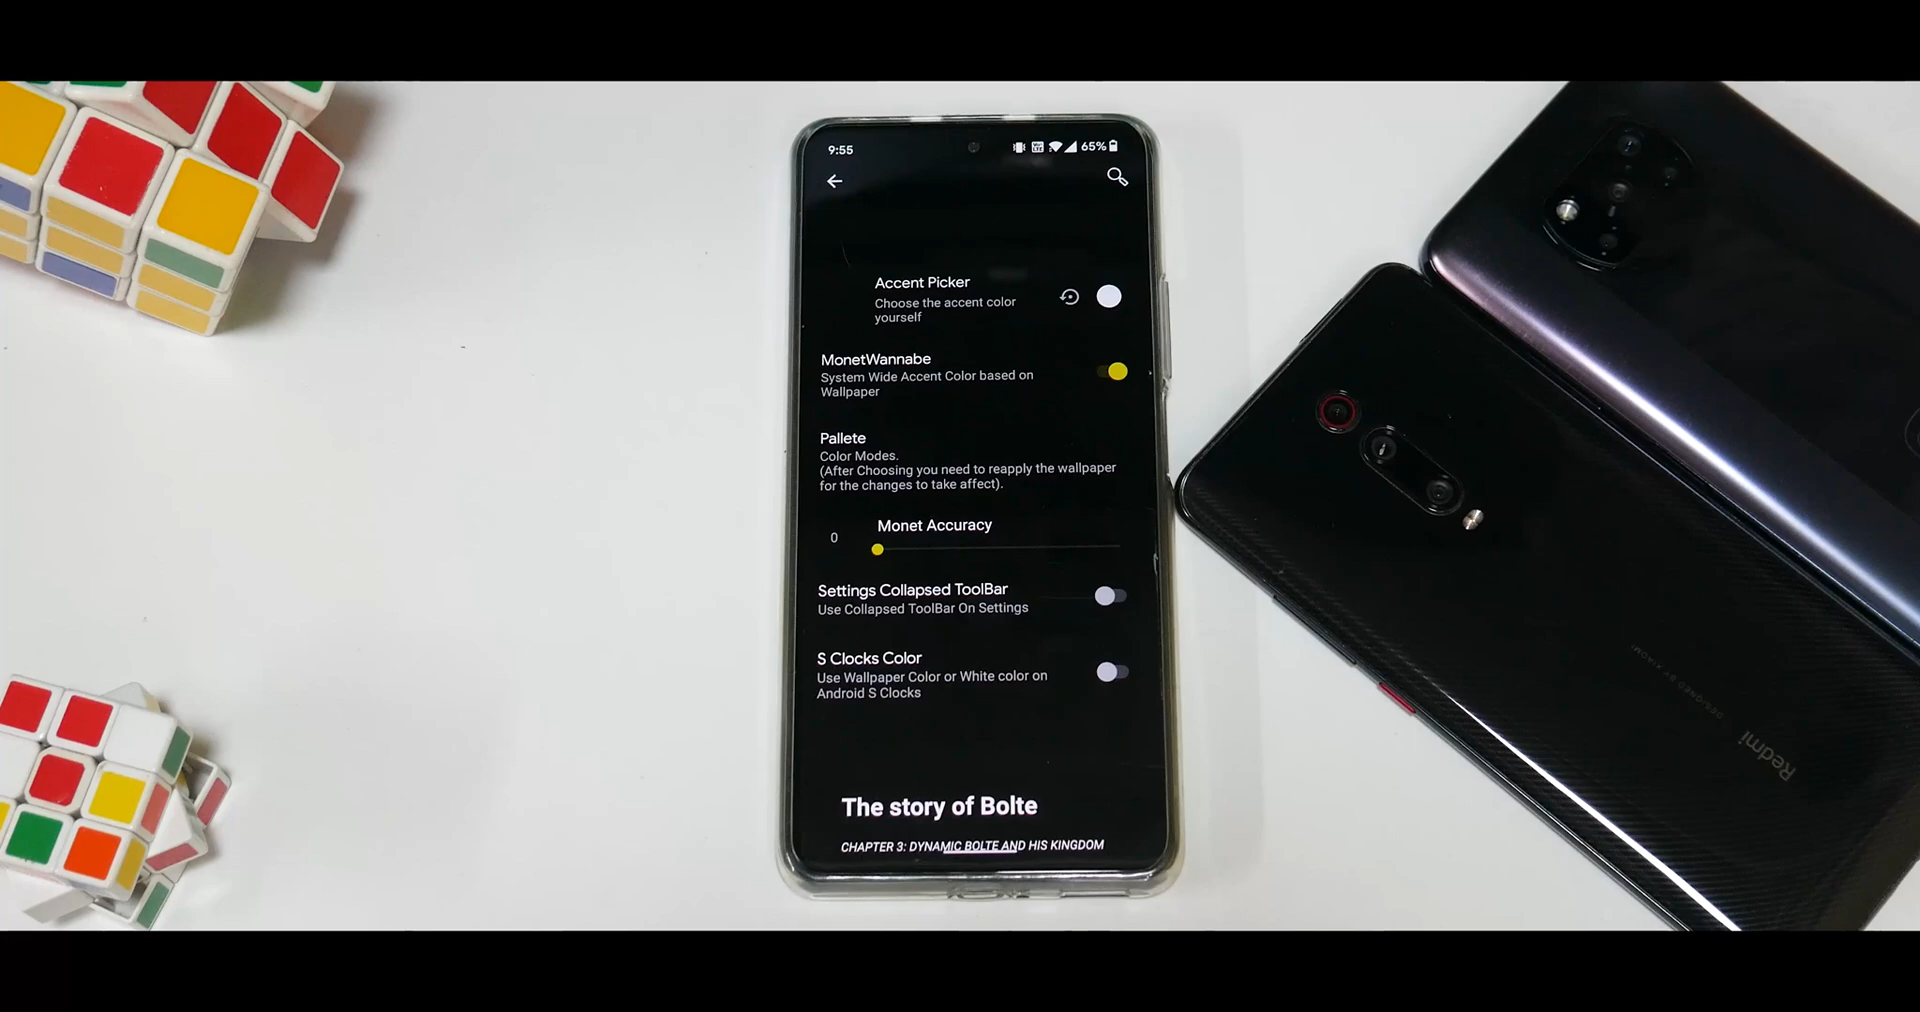 9:55
65%
Accent Picker
Choose the accent color
yourself
MonetWannabe
System Wide Accent Color based on
Wallpaper
Pallete
Color Modes.
(After Choosing you need to reapply the wallpaper
for the changes to take affect).
Monet Accuracy
0
Settings Collapsed ToolBar
Use Collapsed ToolBar On Settings
S Clocks Color
Use Wallpaper Color or White color on
Android S Clocks
The story of Bolte
CHAPTER 3: DYNAMIC BOLTE AND HIS KINGDOM
DESIGNED BY XIAOMI
Redmi